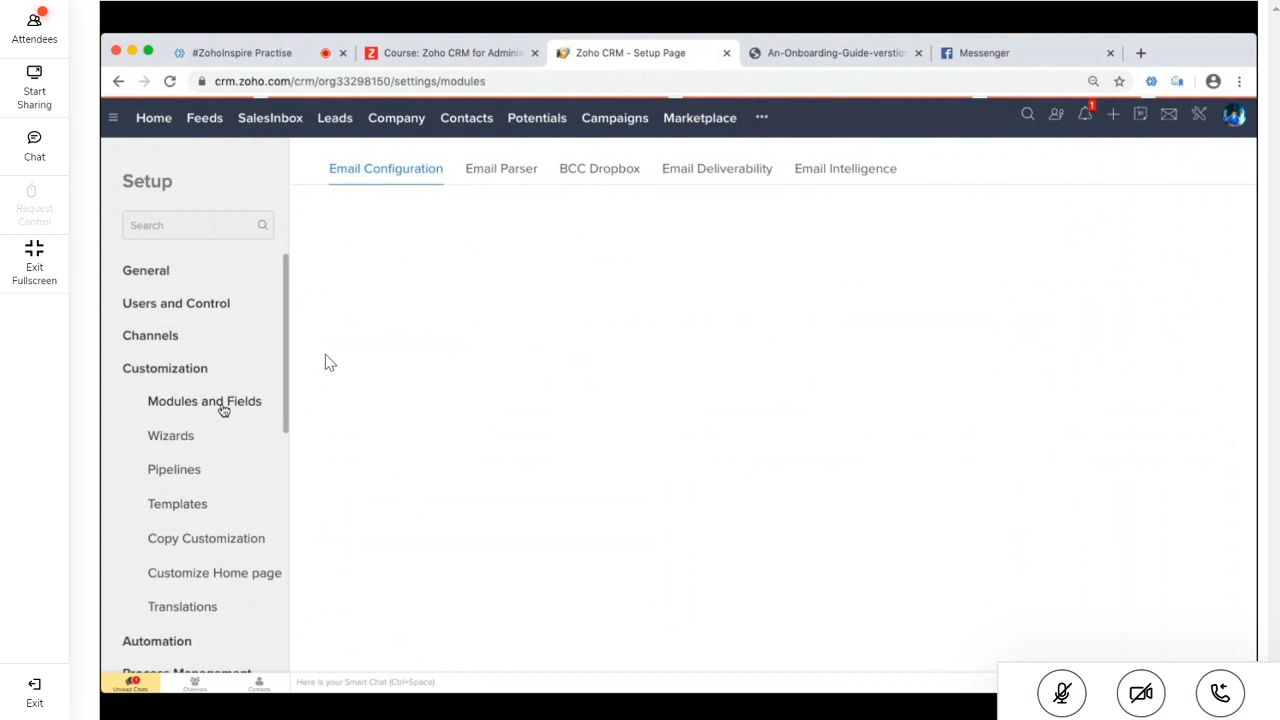 Attendees
Start
Sharing
Chat
Request
Control
Exit
Fullscreen
Exit
#ZohoInspire Practise
Course: Zoho CRM for Adminis
Zoho CRM - Setup Page
An-Onboarding-Guide-verstion
Messenger
crm.zoho.com/crm/org33298150/settings/modules
Home Feeds SalesInbox Leads Company Contacts Potentials Campaigns Marketplace ...
1
Setup
Search
General
Users and Control
Channels
Customization
Modules and Fields
Wizards
Pipelines
Templates
Copy Customization
Customize Home page
Translations
Automation
Process Management
Email Configuration Email Parser BCC Dropbox Email Deliverability Email Intelligence
Unread Chats Channels Contacts
Here is your Smart Chat (Ctrl+Space)